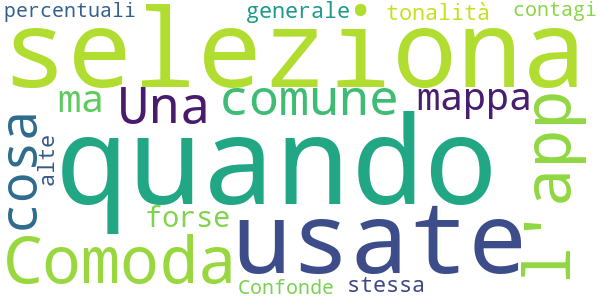 percentuali
generale
tonalità
contagi
seleziona.
ma
Una
comune
mappa
l'app
cosa
alte
quando
forse
usate
Comoda
Confonde
stessa